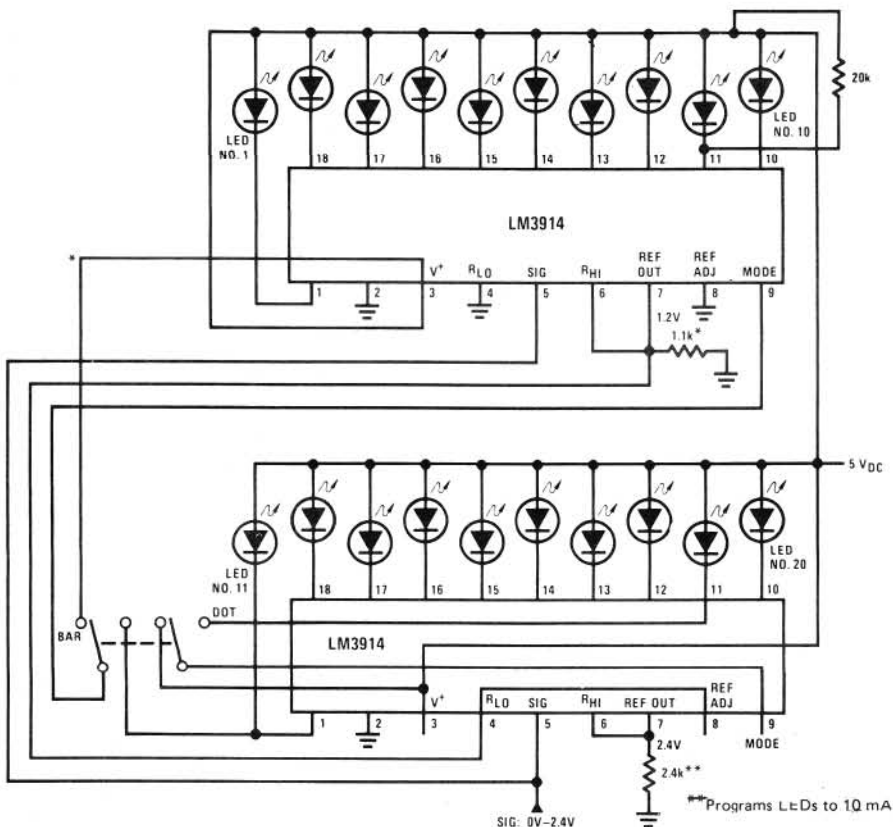 20k
LED
NO. 1
LED
NO. 10
18 17 16 15 14 13 12 11 10
LM3914
*
V+ RLO SIG RHI REF OUT REF ADJ MODE
1 2 3 4 5 6 7 8 9
1.2V
1.1k*
5 VDC
LED
NO. 11
LED
NO. 20
18 17 16 15 14 13 12 11 10
BAR
DOT
LM3914
V+ RLO SIG RHI REF OUT REF ADJ
1 2 3 4 5 6 7 8 9
MODE
2.4V
2.4k**
**Programs LEDs to 10 mA
SIG: 0V–2.4V